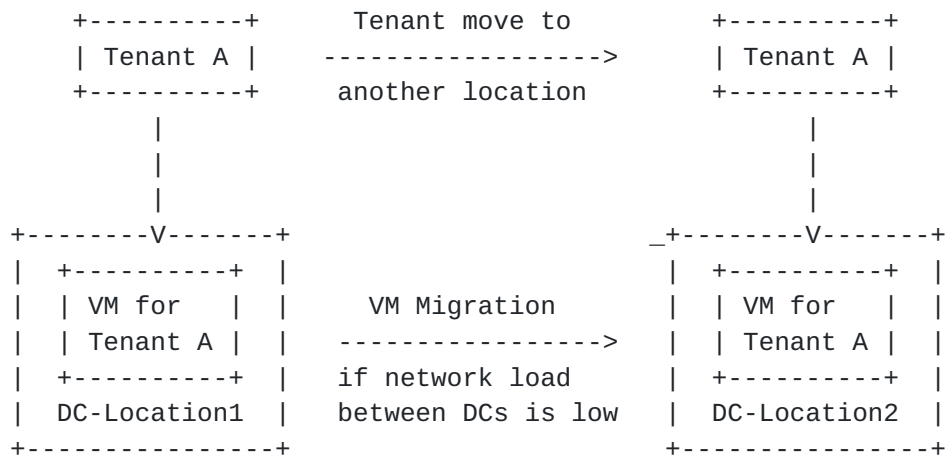 +----------+      Tenant move to         +----------+
| Tenant A |    ------------------>      | Tenant A |
+----------+     another location        +----------+
|                                         |
|                                         |
|                                         |
+--------V-------+                       _+--------V-------+
|  +----------+  |                        |  +----------+  |
|  | VM for   |  |     VM Migration       |  | VM for   |  |
|  | Tenant A |  |   ----------------->   |  | Tenant A |  |
|  +----------+  |   if network load      |  +----------+  |
|  DC-Location1  |   between DCs is low   |  DC-Location2  |
+----------------+                        +----------------+